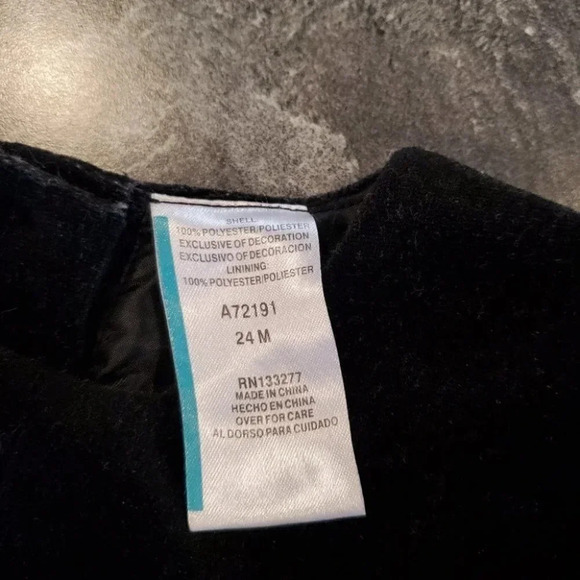 SHELL
100% POLYESTER/POLIESTER
EXCLUSIVE OF DECORATION
EXCLUSIVO OF DECORACION
LINING:
100% POLYESTER/POLIESTER
A72191
24 M
RN133277
MADE IN CHINA
HECHO EN CHINA
OVER FOR CARE
AL DORSO PARA CUIDADO